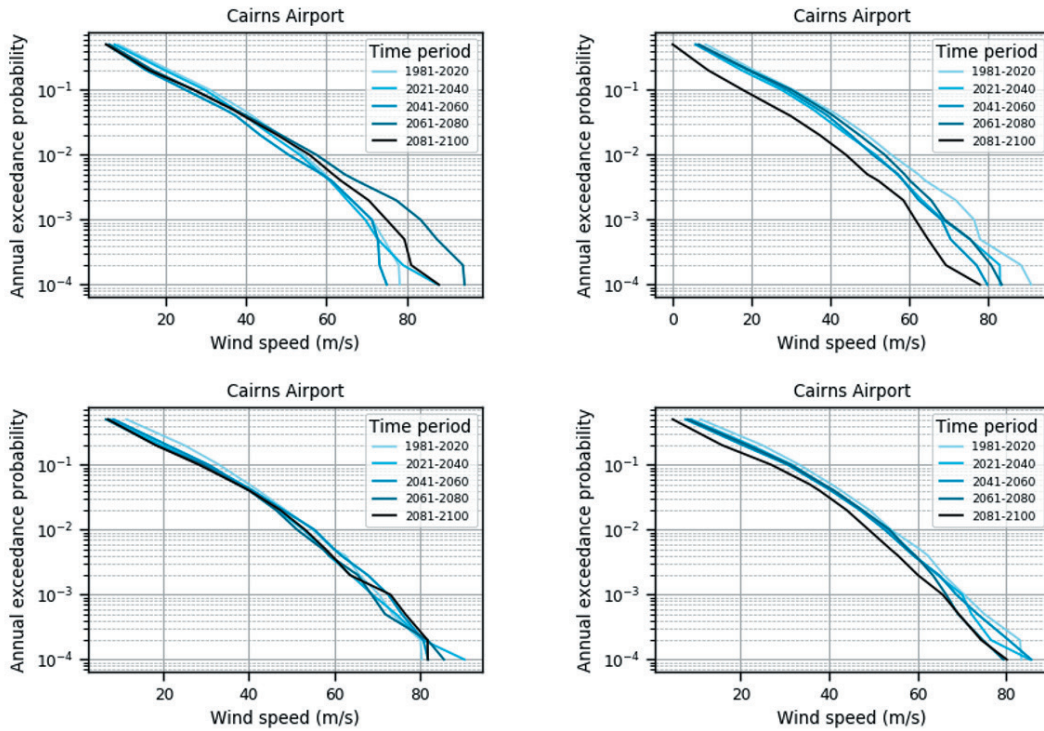 Cairns Airport
Annual exceedance probability
10⁻¹
10⁻²
10⁻³
10⁻⁴
Time period
1981-2020
2021-2040
2041-2060
2061-2080
2081-2100
20 40 60 80
Wind speed (m/s)
Cairns Airport
Annual exceedance probability
10⁻¹
10⁻²
10⁻³
10⁻⁴
Time period
1981-2020
2021-2040
2041-2060
2061-2080
2081-2100
0 20 40 60 80
Wind speed (m/s)
Cairns Airport
Annual exceedance probability
10⁻¹
10⁻²
10⁻³
10⁻⁴
Time period
1981-2020
2021-2040
2041-2060
2061-2080
2081-2100
20 40 60 80
Wind speed (m/s)
Cairns Airport
Annual exceedance probability
10⁻¹
10⁻²
10⁻³
10⁻⁴
Time period
1981-2020
2021-2040
2041-2060
2061-2080
2081-2100
20 40 60 80
Wind speed (m/s)